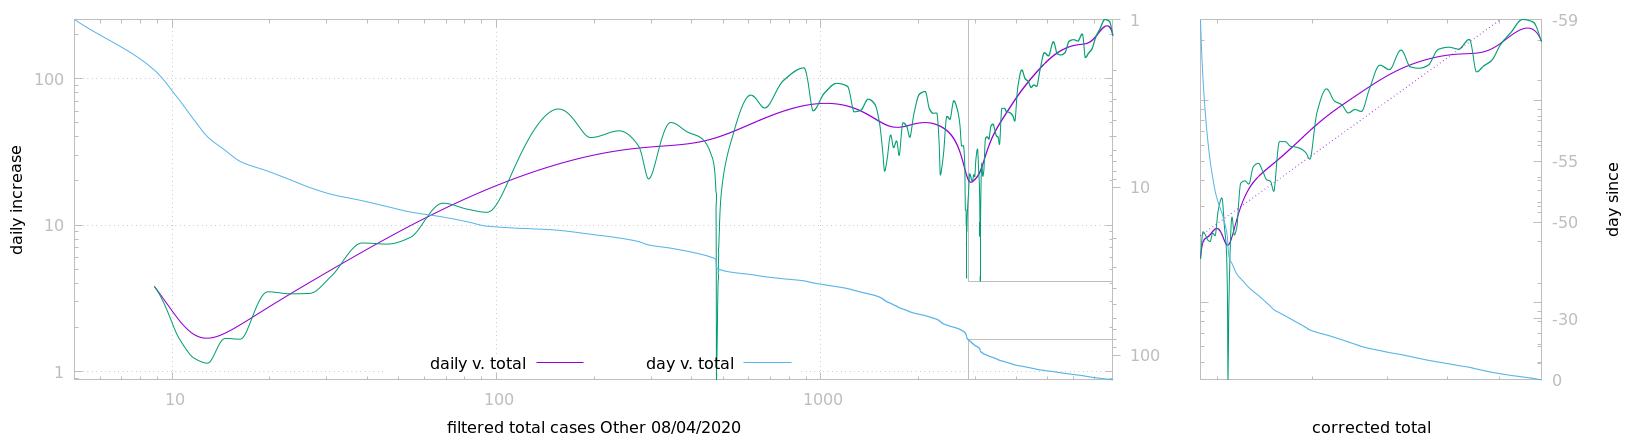 daily increase
100
10
1
daily v. total
day v. total
10
100
1000
filtered total cases Other 08/04/2020
1
10
100
-59
-55
-50
-30
0
day since
corrected total